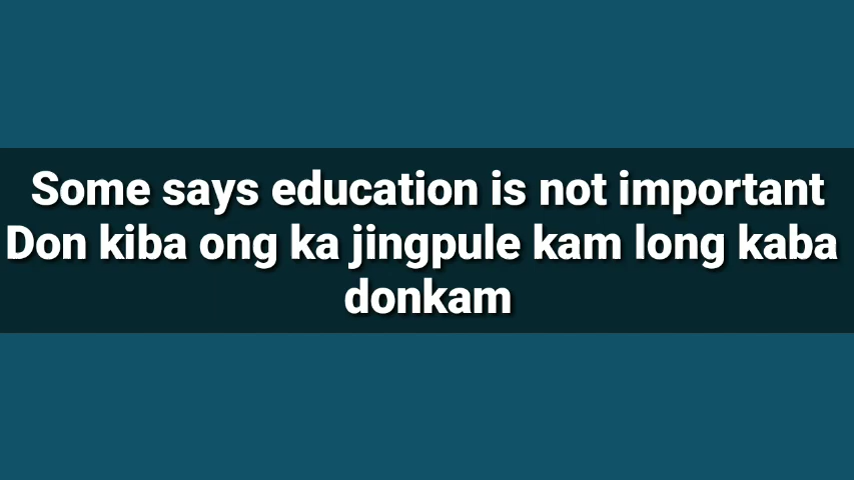 Some says education is not important
Don kiba ong ka jingpule kam long kaba
donkam